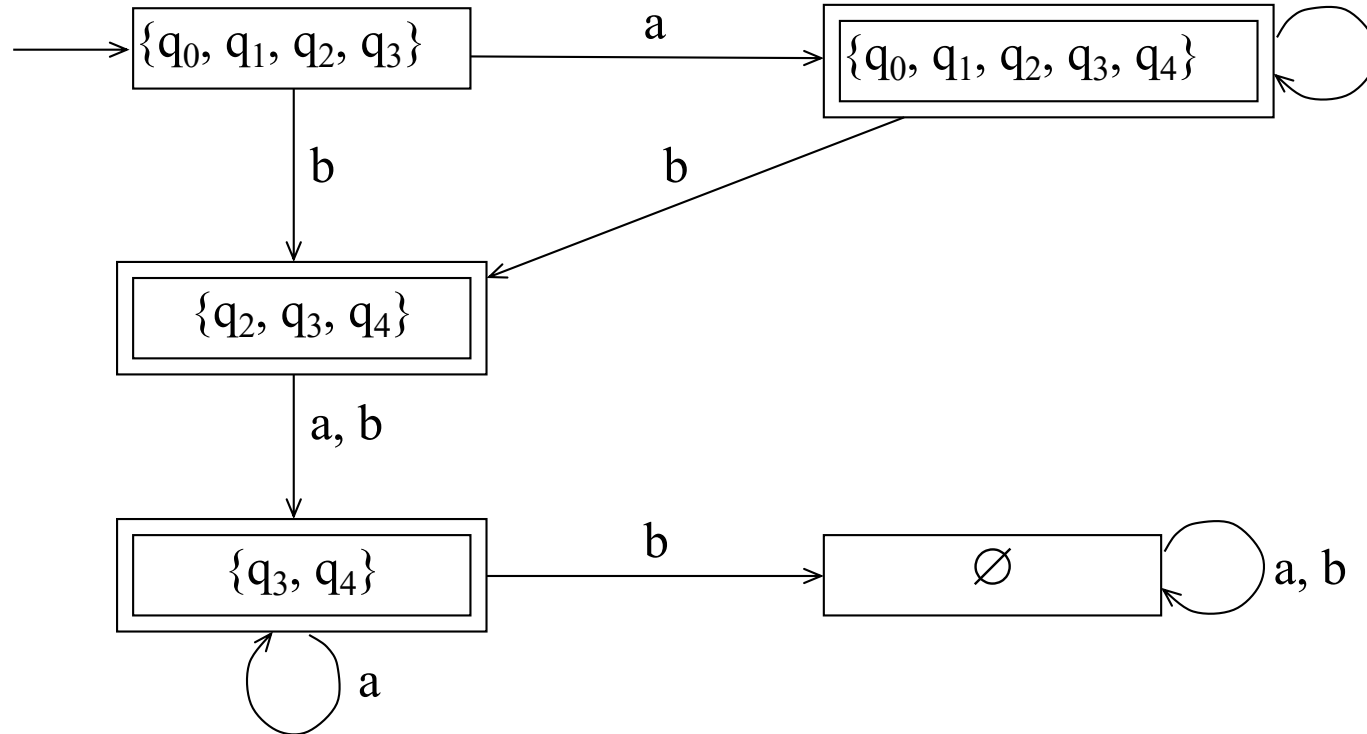 {q₀, q₁, q₂, q₃}
a
{q₀, q₁, q₂, q₃, q₄}
b
b
{q₂, q₃, q₄}
a, b
{q₃, q₄}
b
∅
a, b
a